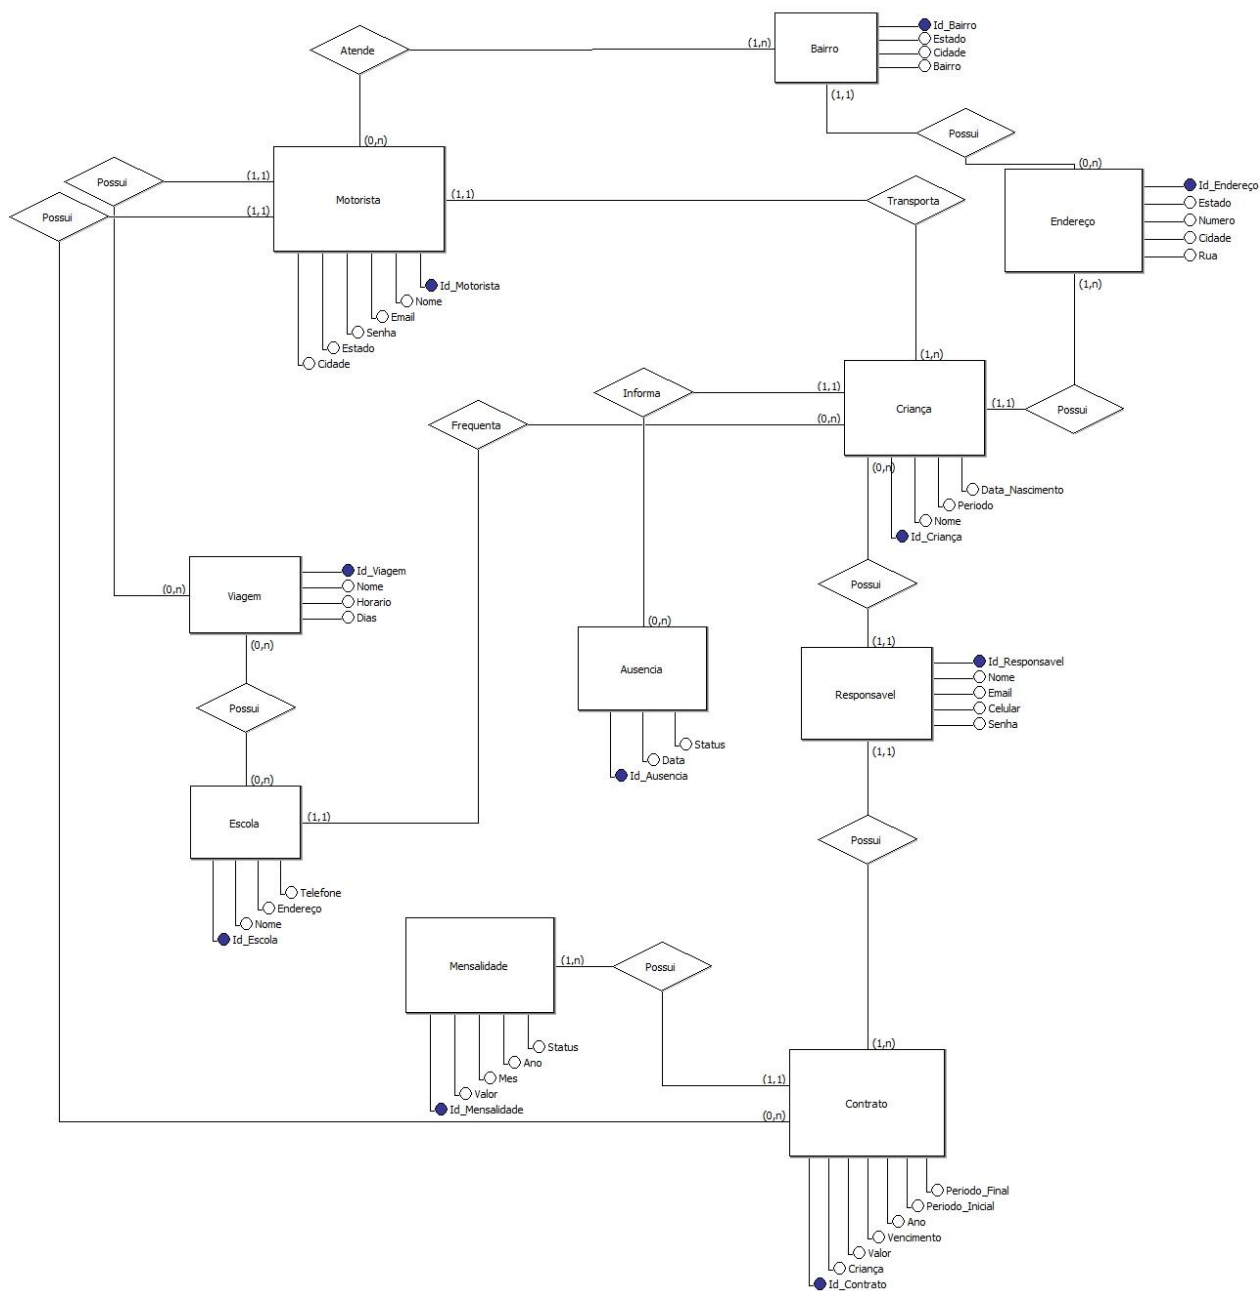 Id_Bairro
Estado
Atende
(1,n)
Bairro
Cidade
Bairro
(1,1)
Possui
(0,n)
(0,n)
Possui
(1,1)
Motorista
(1,1)
Transporta
Id_Endereço
Estado
Possui
(1,1)
Endereço
Numero
Cidade
Rua
(1,n)
Id_Motorista
Nome
Email
Senha
Estado
Cidade
(1,n)
Informa
(1,1)
Criança
(1,1)
Possui
Frequenta
(0,n)
(0,n)
Data_Nascimento
Periodo
Nome
Id_Criança
Id_Viagem
Nome
(0,n)
Viagem
Horario
Dias
Possui
(0,n)
(0,n)
(1,1)
Id_Responsavel
Nome
Ausencia
Responsavel
Email
Celular
Senha
Possui
Status
Data
Id_Ausencia
(1,1)
(0,n)
Escola
(1,1)
Possui
Telefone
Endereço
Nome
Id_Escola
Mensalidade
(1,n)
Possui
Status
Ano
Mes
Valor
Id_Mensalidade
(1,n)
(1,1)
Contrato
(0,n)
Periodo_Final
Periodo_Inicial
Ano
Vencimento
Valor
Criança
Id_Contrato